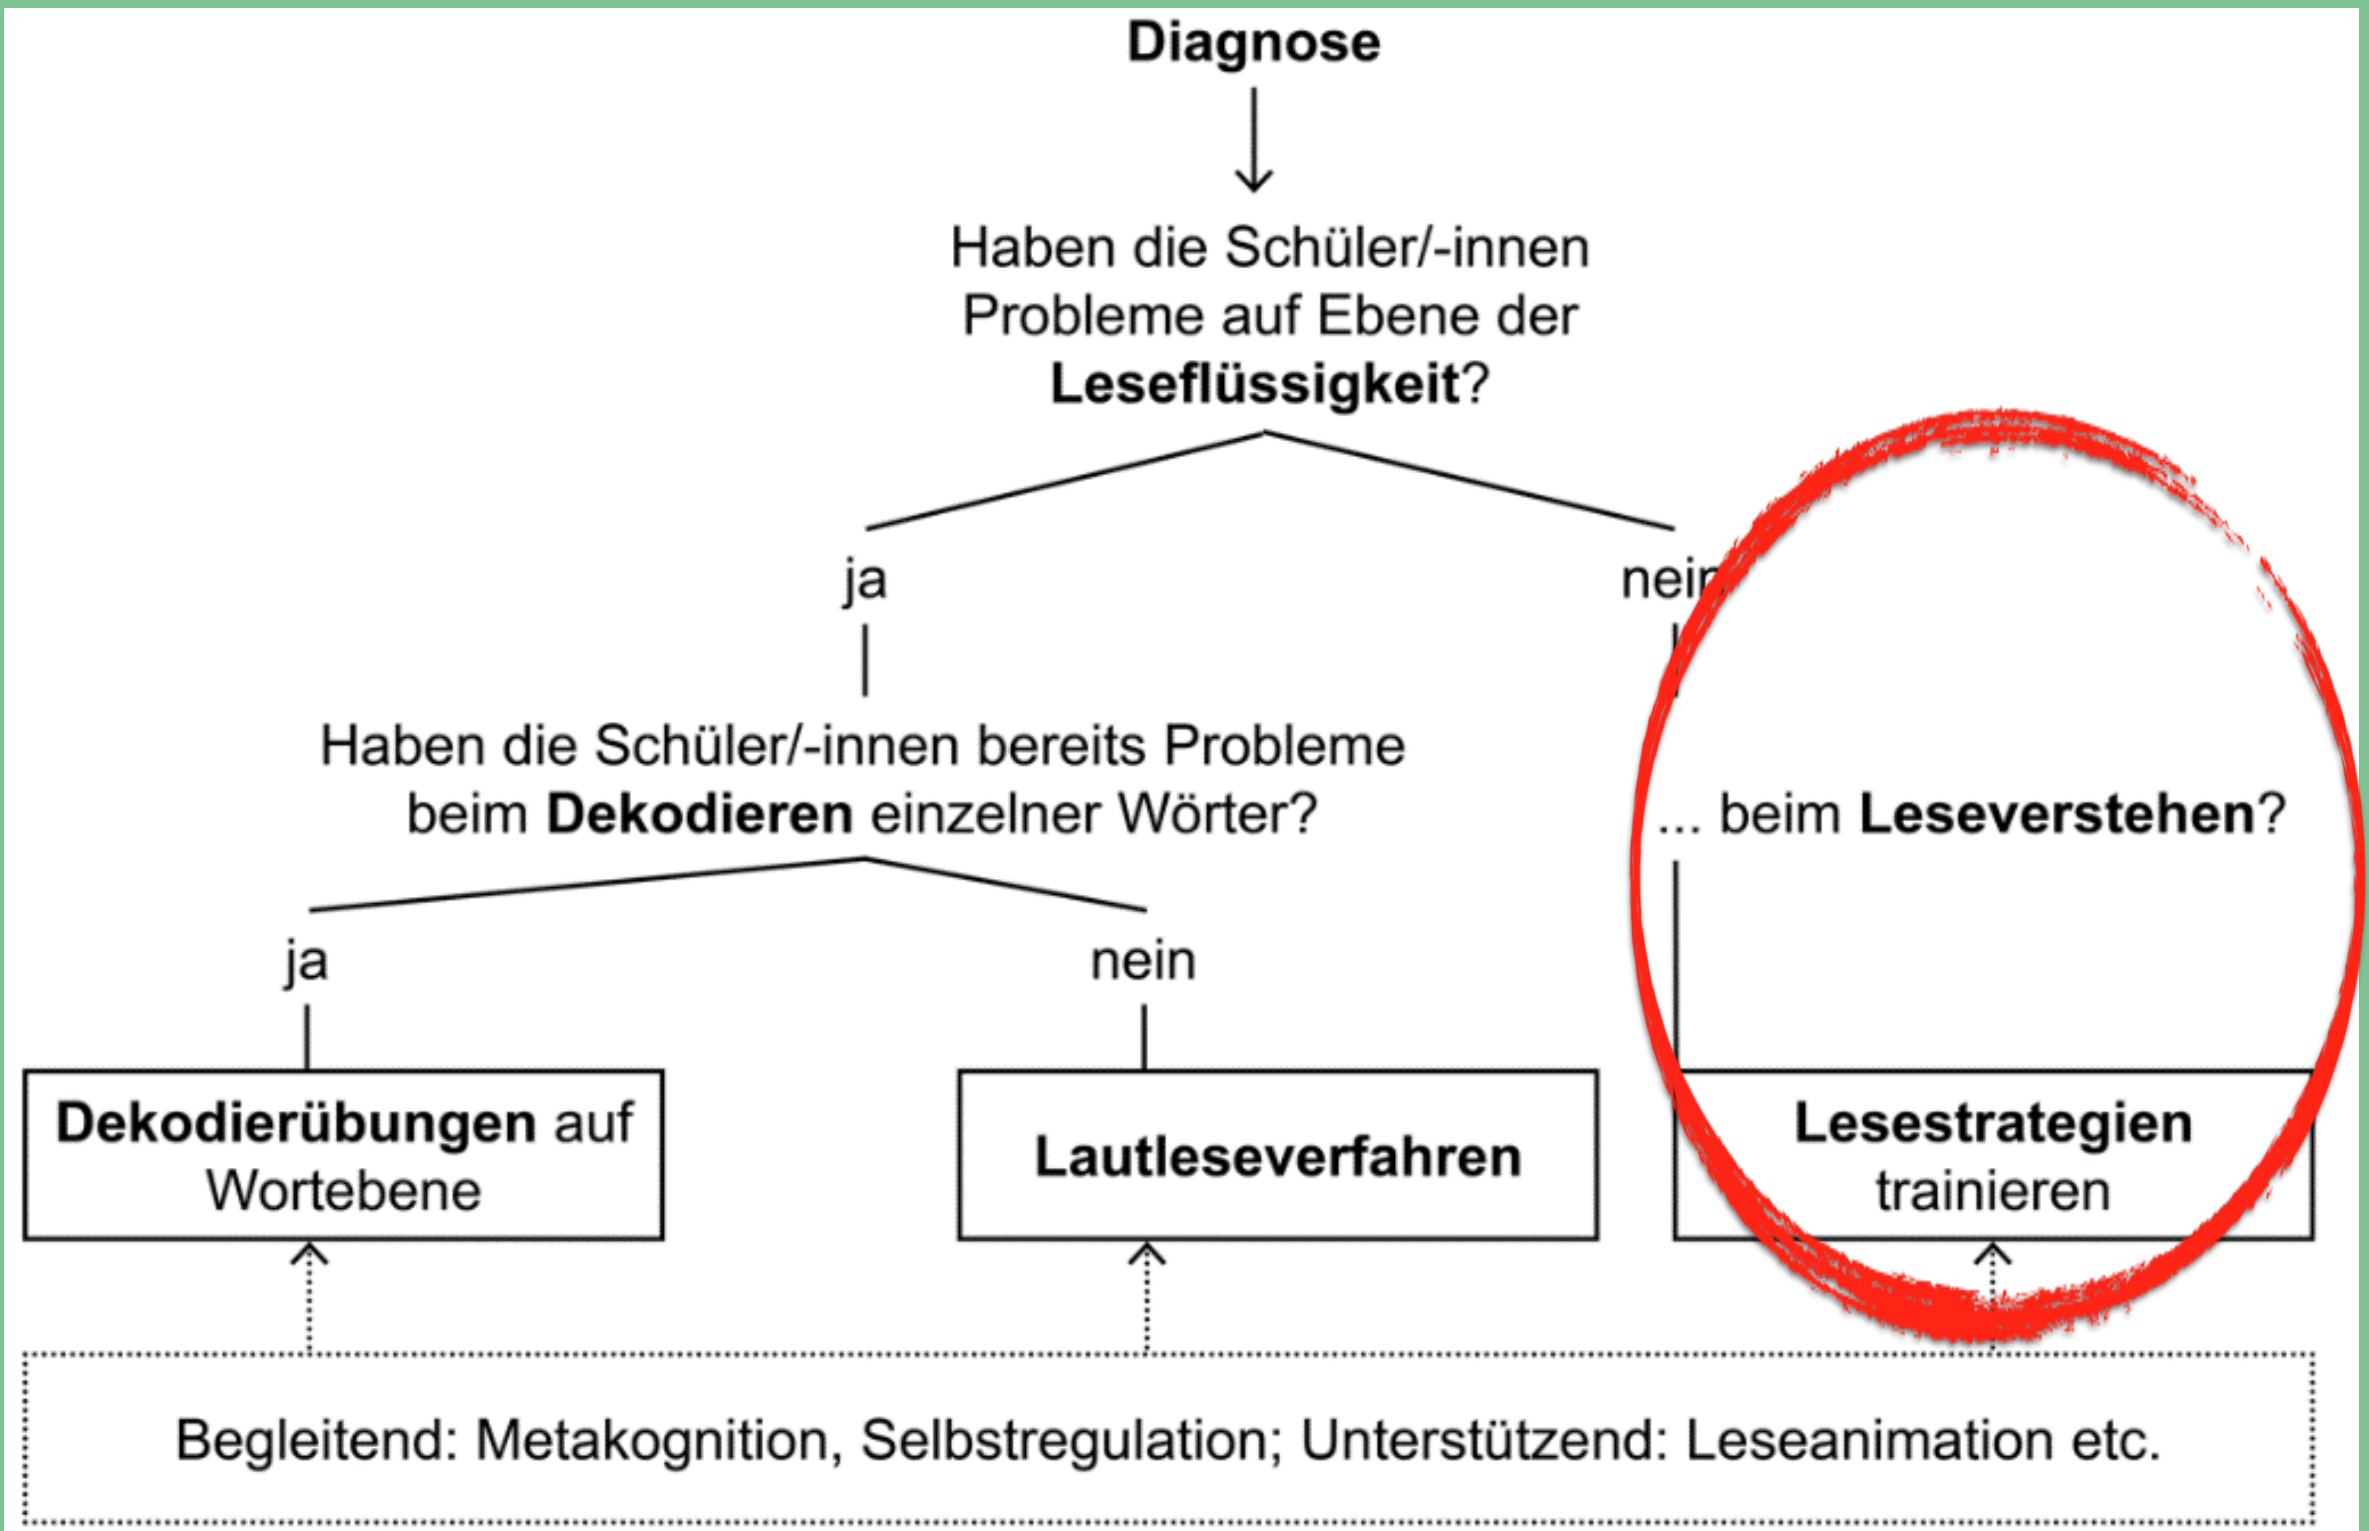 Diagnose
Haben die Schüler/-innen
Probleme auf Ebene der
Leseflüssigkeit?
ja
nein
Haben die Schüler/-innen bereits Probleme
beim Dekodieren einzelner Wörter?
... beim Leseverstehen?
ja
nein
Dekodierübungen auf
Wortebene
Lautleseverfahren
Lesestrategien
trainieren
Begleitend: Metakognition, Selbstregulation; Unterstützend: Leseanimation etc.